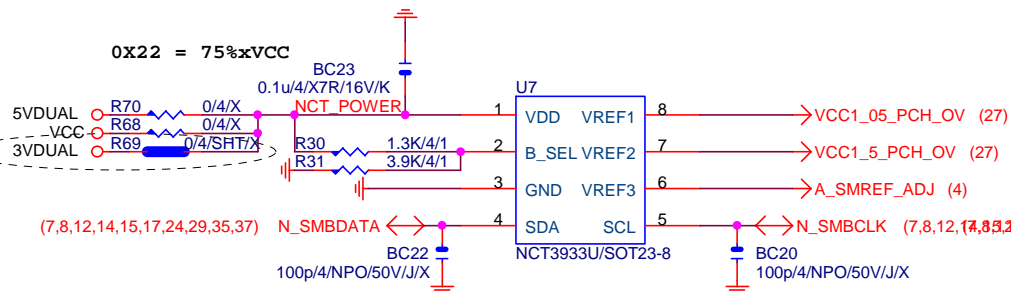 0X22 = 75%xVCC
BC23
0.1u/4/X7R/16V/K
U7
5VDUAL R70 0/4/X NCT_POWER 1 VDD VREF1 8 VCC1_05_PCH_OV (27)
VCC R68 0/4/X
3VDUAL R69 0/4/SHT/X R30 1.3K/4/1 2 B_SEL VREF2 7 VCC1_5_PCH_OV (27)
R31 3.9K/4/1
3 GND VREF3 6 A_SMREF_ADJ (4)
(7,8,12,14,15,17,24,29,35,37) N_SMBDATA 4 SDA SCL 5 N_SMBCLK
BC22 NCT3933U/SOT23-8 BC20
100p/4/NPO/50V/J/X 100p/4/NPO/50V/J/X